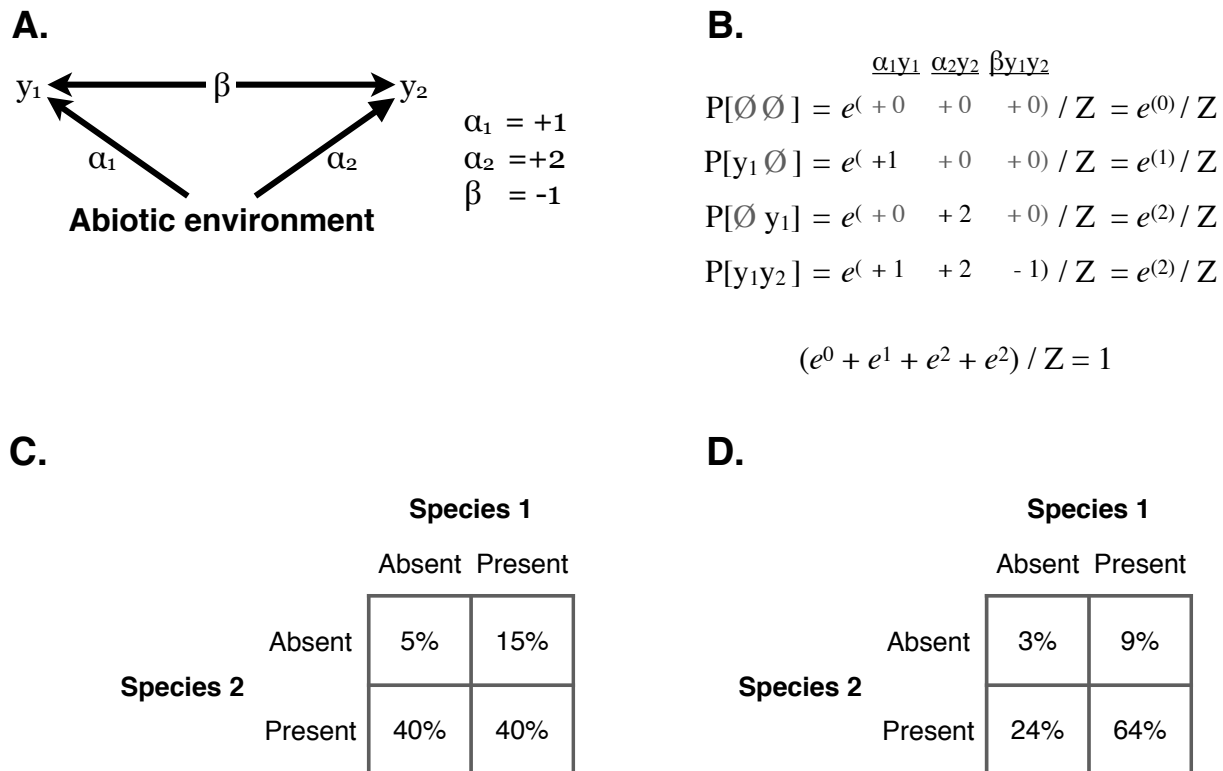 A.
y₁ β y₂
α₁ α₂
Abiotic environment
α₁ = +1
α₂ =+2
β = -1
B.
α₁y₁ α₂y₂ βy₁y₂
P[Ø Ø ] = e( + 0 + 0 + 0) / Z = e⁽⁰⁾ / Z
P[y₁ Ø ] = e( +1 + 0 + 0) / Z = e⁽¹⁾ / Z
P[Ø y₁] = e( + 0 + 2 + 0) / Z = e⁽²⁾ / Z
P[y₁y₂ ] = e( + 1 + 2 - 1) / Z = e⁽²⁾ / Z
(e⁰ + e¹ + e² + e²) / Z = 1
C.
Species 1
Absent Present
Absent 5% 15%
Species 2
Present 40% 40%
D.
Species 1
Absent Present
Absent 3% 9%
Species 2
Present 24% 64%